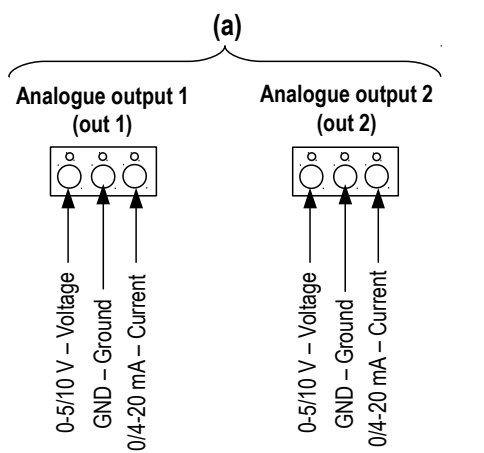 (a)
Analogue output 1
(out 1)
0-5/10 V – Voltage
GND – Ground
0/4-20 mA – Current
Analogue output 2
(out 2)
0-5/10 V – Voltage
GND – Ground
0/4-20 mA – Current